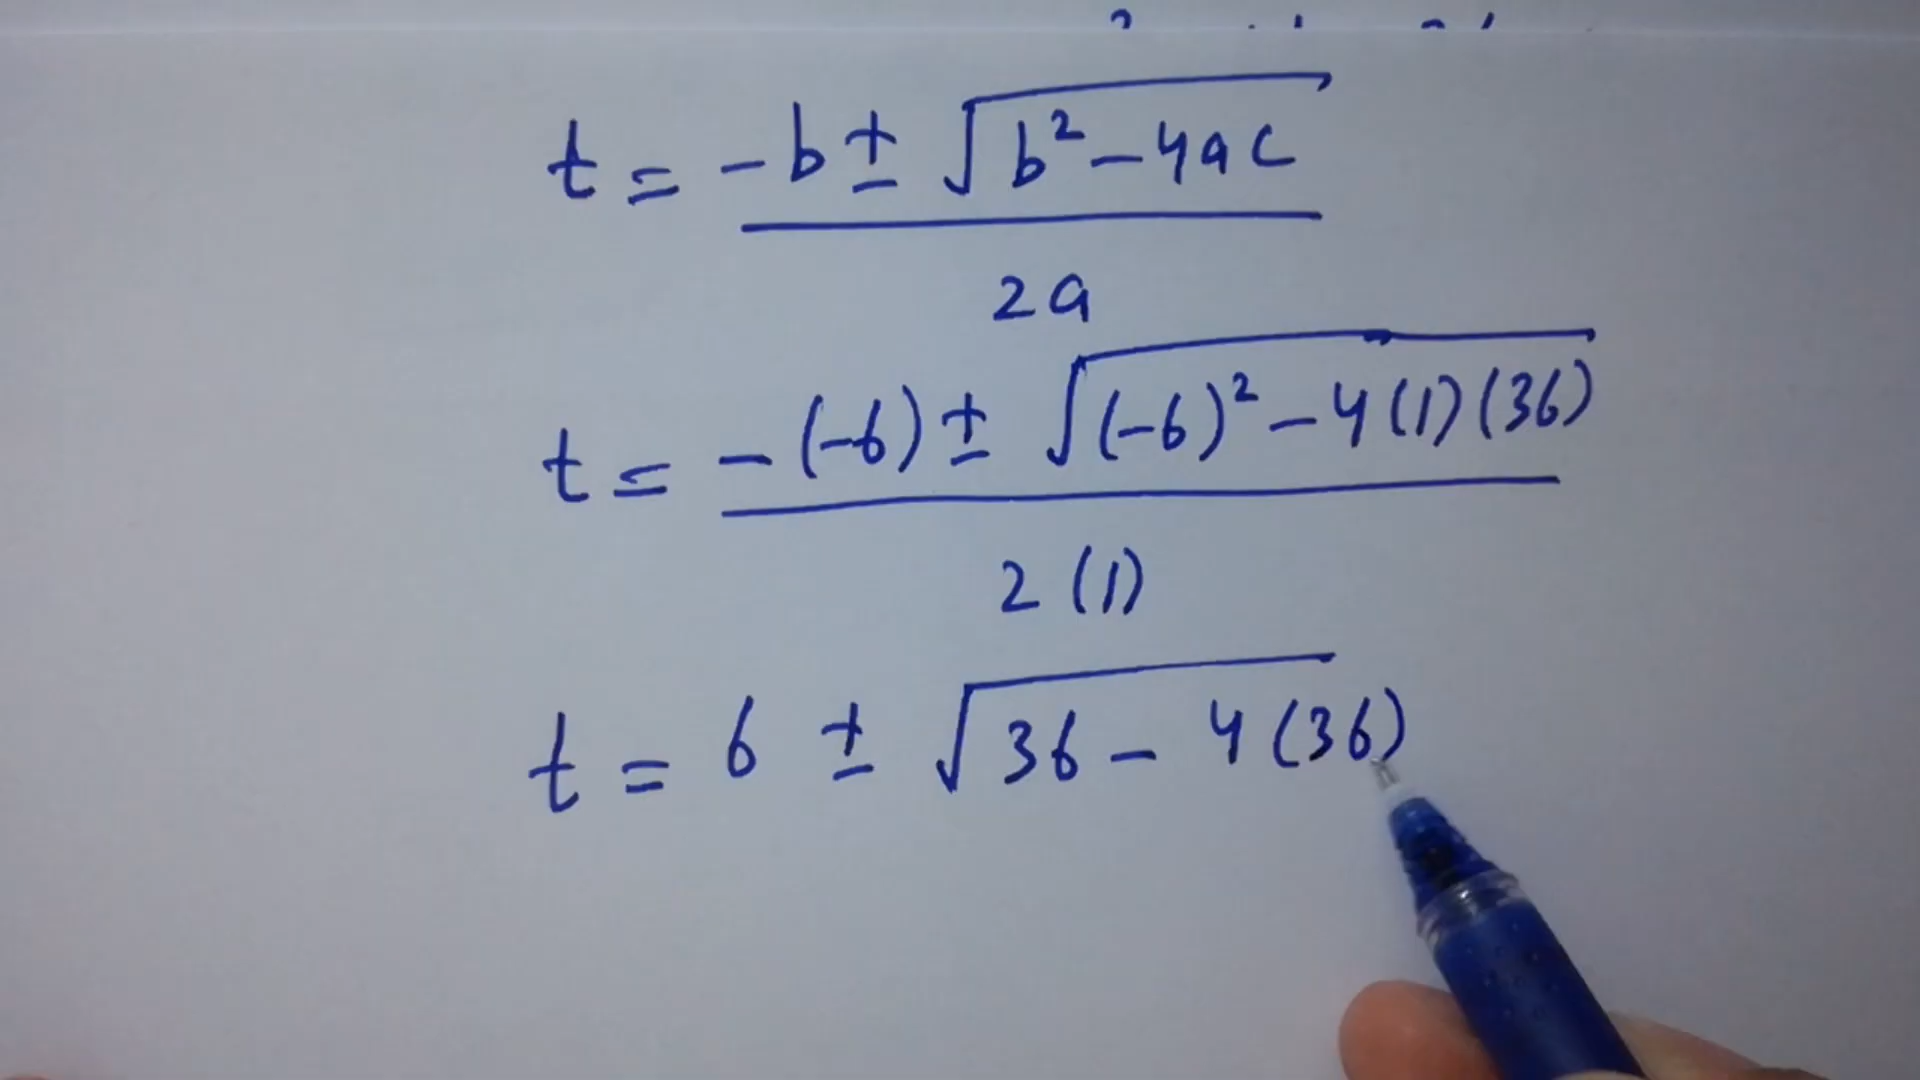 t = -b ± √b² - 4ac
2a
t = -(-6) ± √(-6)² - 4(1)(36)
2(1)
t = 6 ± √36 - 4(36)